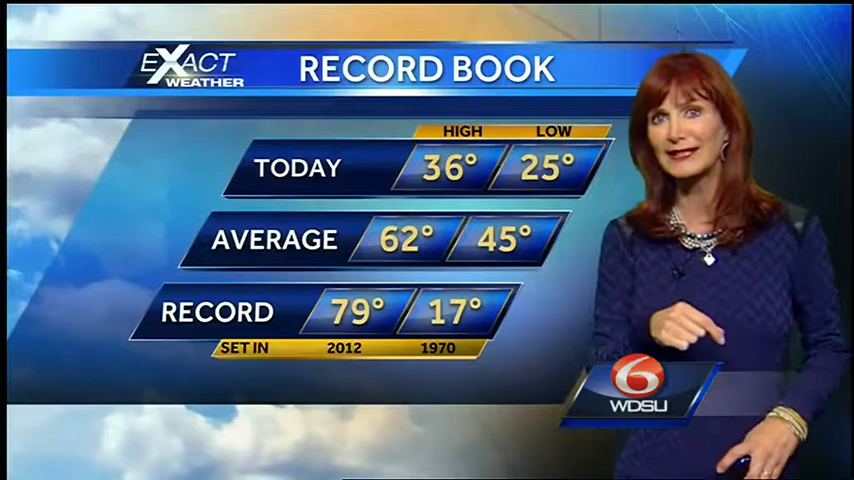 EXACT
WEATHER
RECORD BOOK
HIGH LOW
TODAY 36° 25°
AVERAGE 62° 45°
RECORD 79° 17°
SET IN 2012 1970
6
WDSU